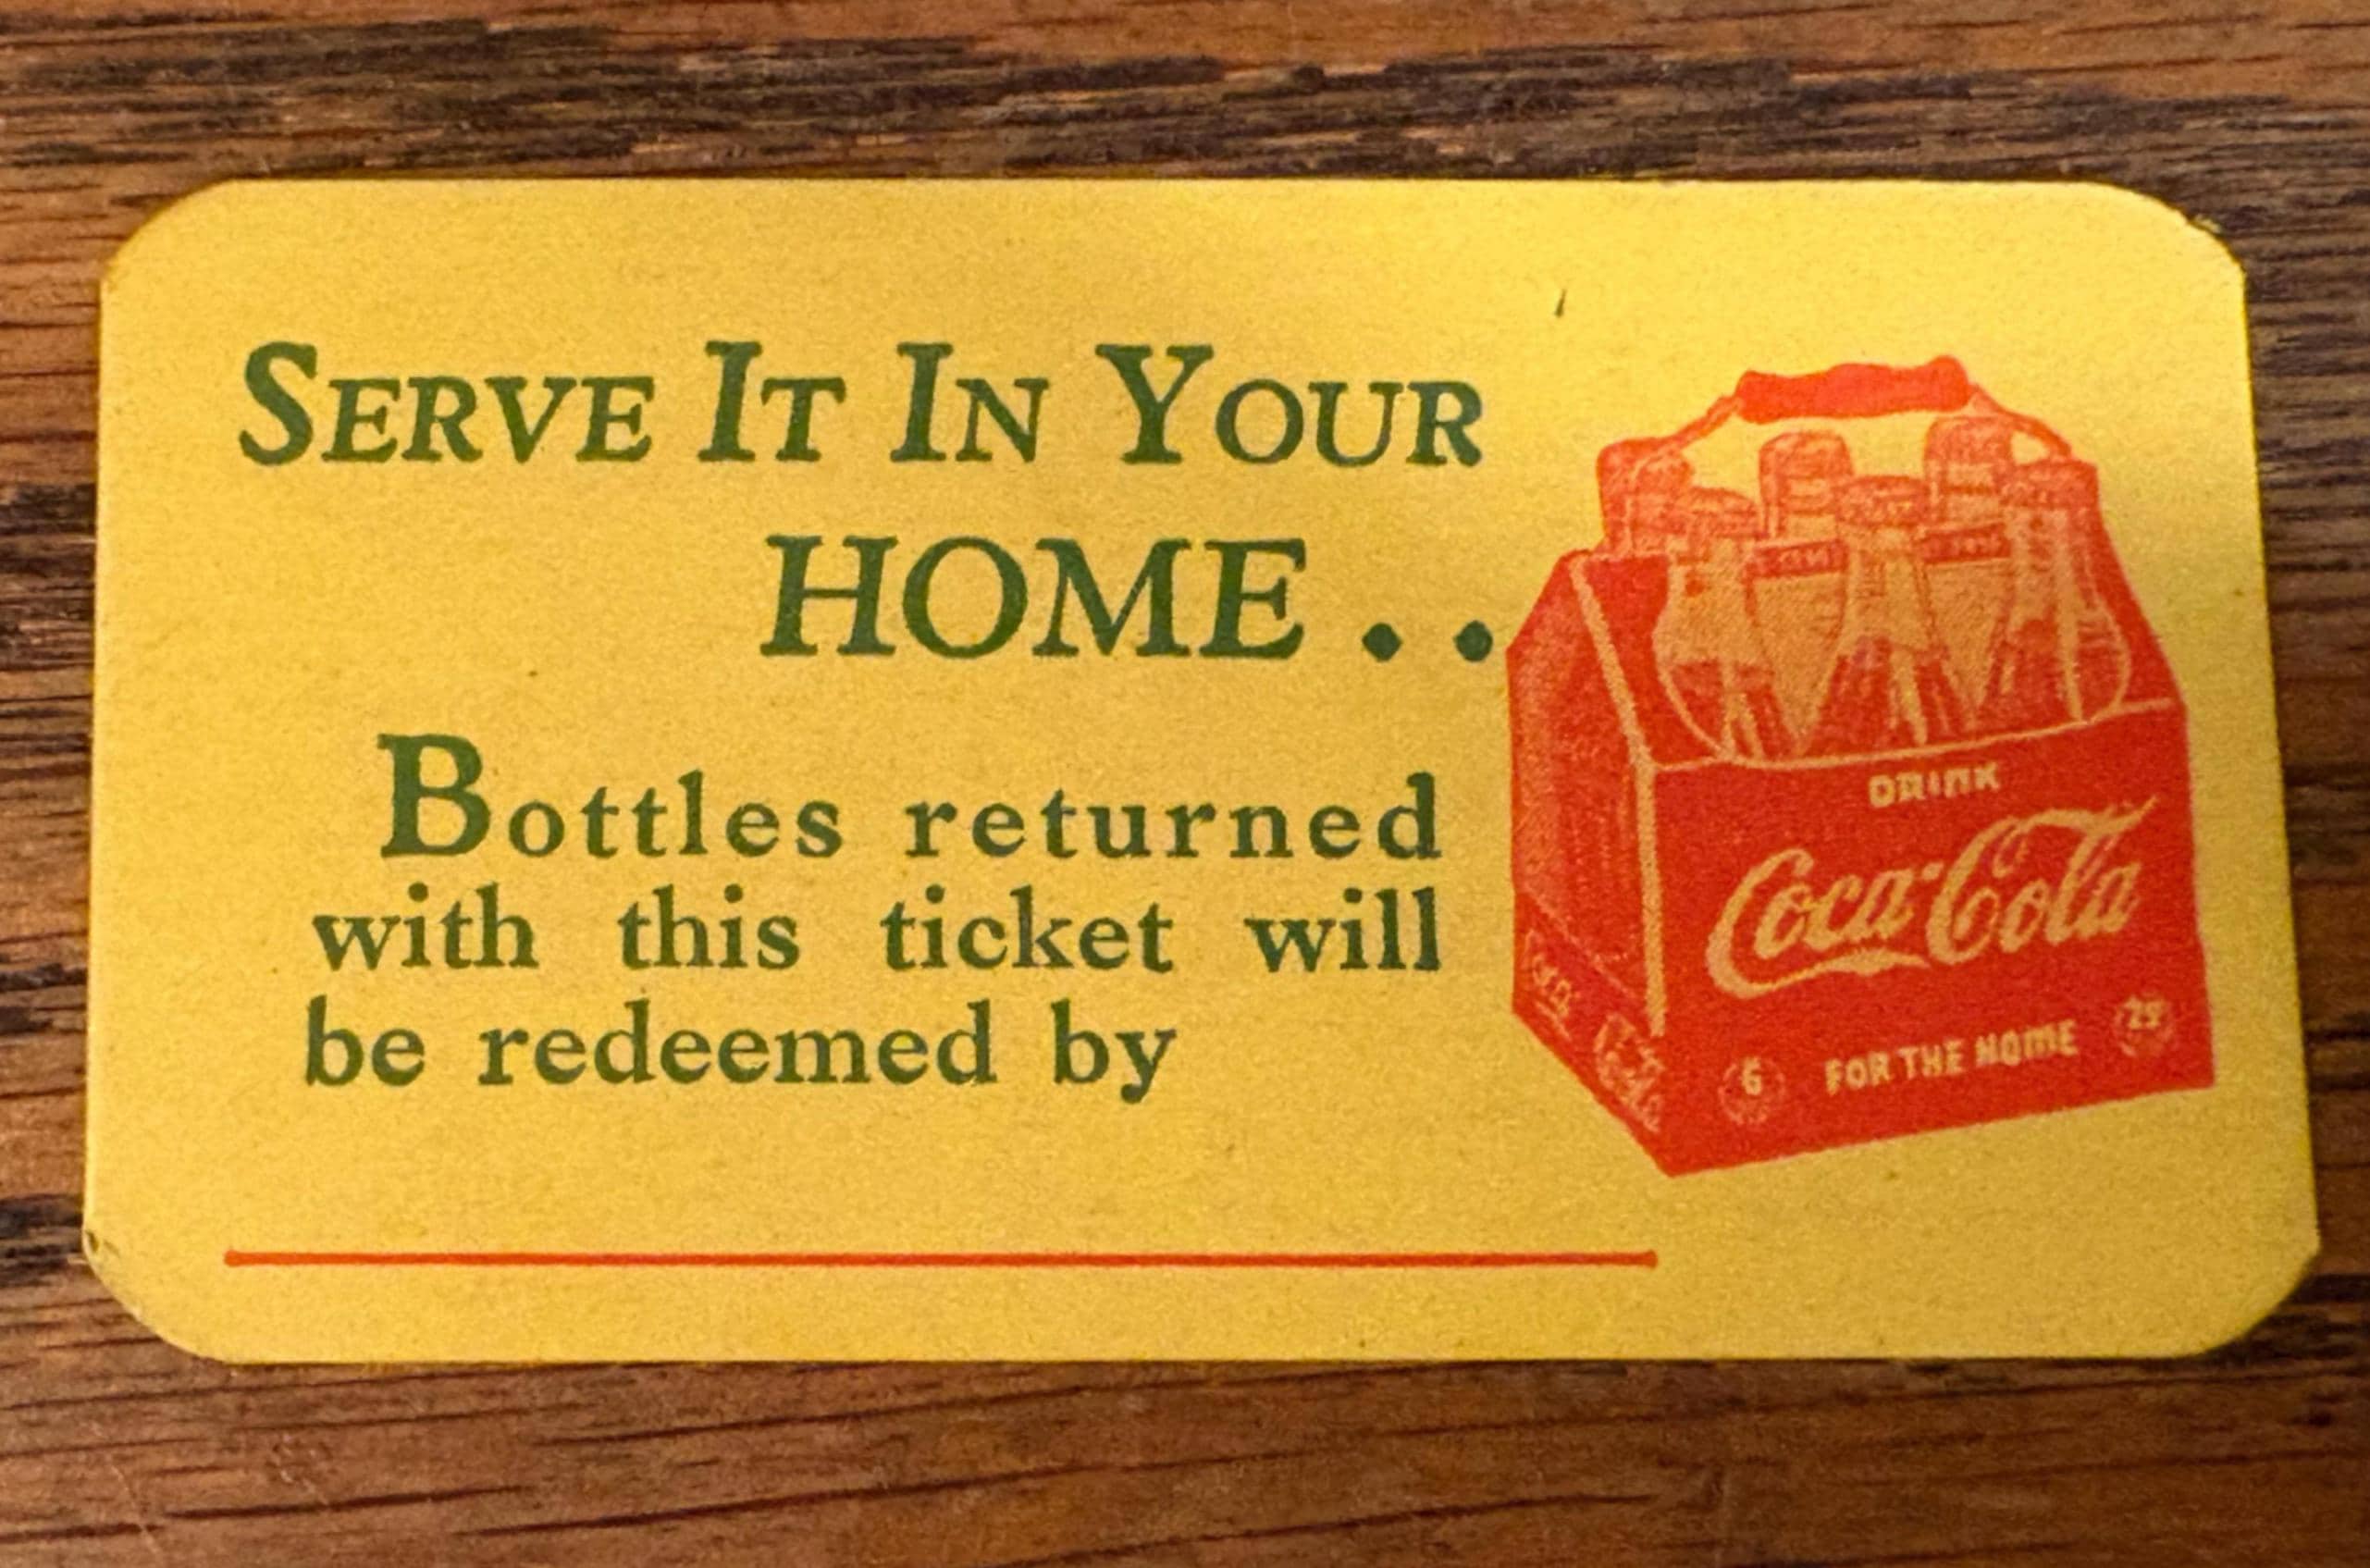 SERVE IT IN YOUR
HOME . .
Bottles returned
with this ticket will
be redeemed by
DRINK
Coca-Cola
6 FOR THE HOME 25